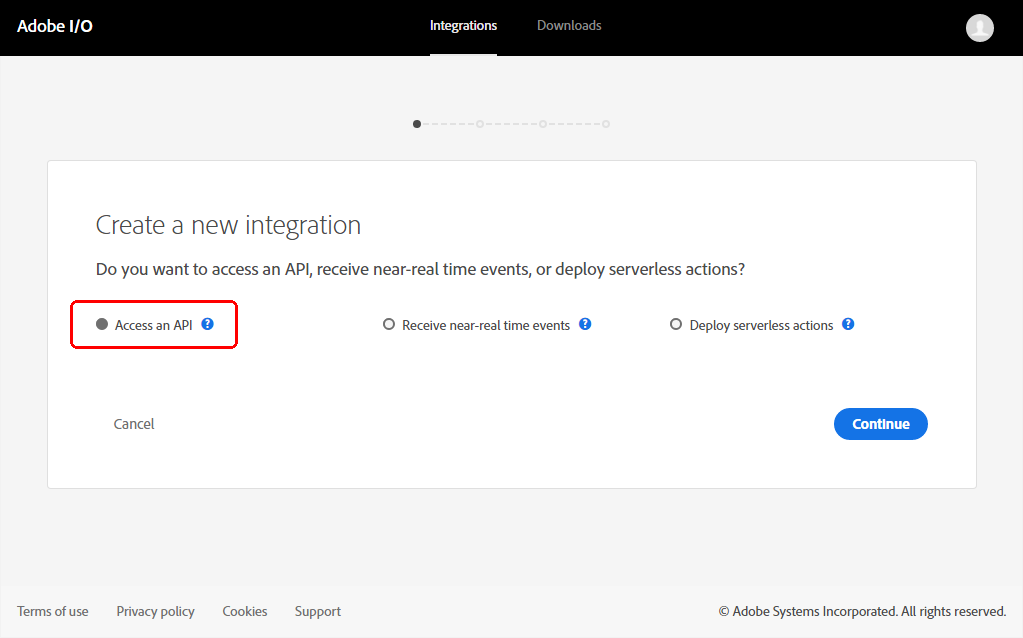 Adobe I/O
Integrations
Downloads
Create a new integration
Do you want to access an API, receive near-real time events, or deploy serverless actions?
Access an API ?
Receive near-real time events ?
Deploy serverless actions ?
Cancel
Continue
Terms of use
Privacy policy
Cookies
Support
© Adobe Systems Incorporated. All rights reserved.